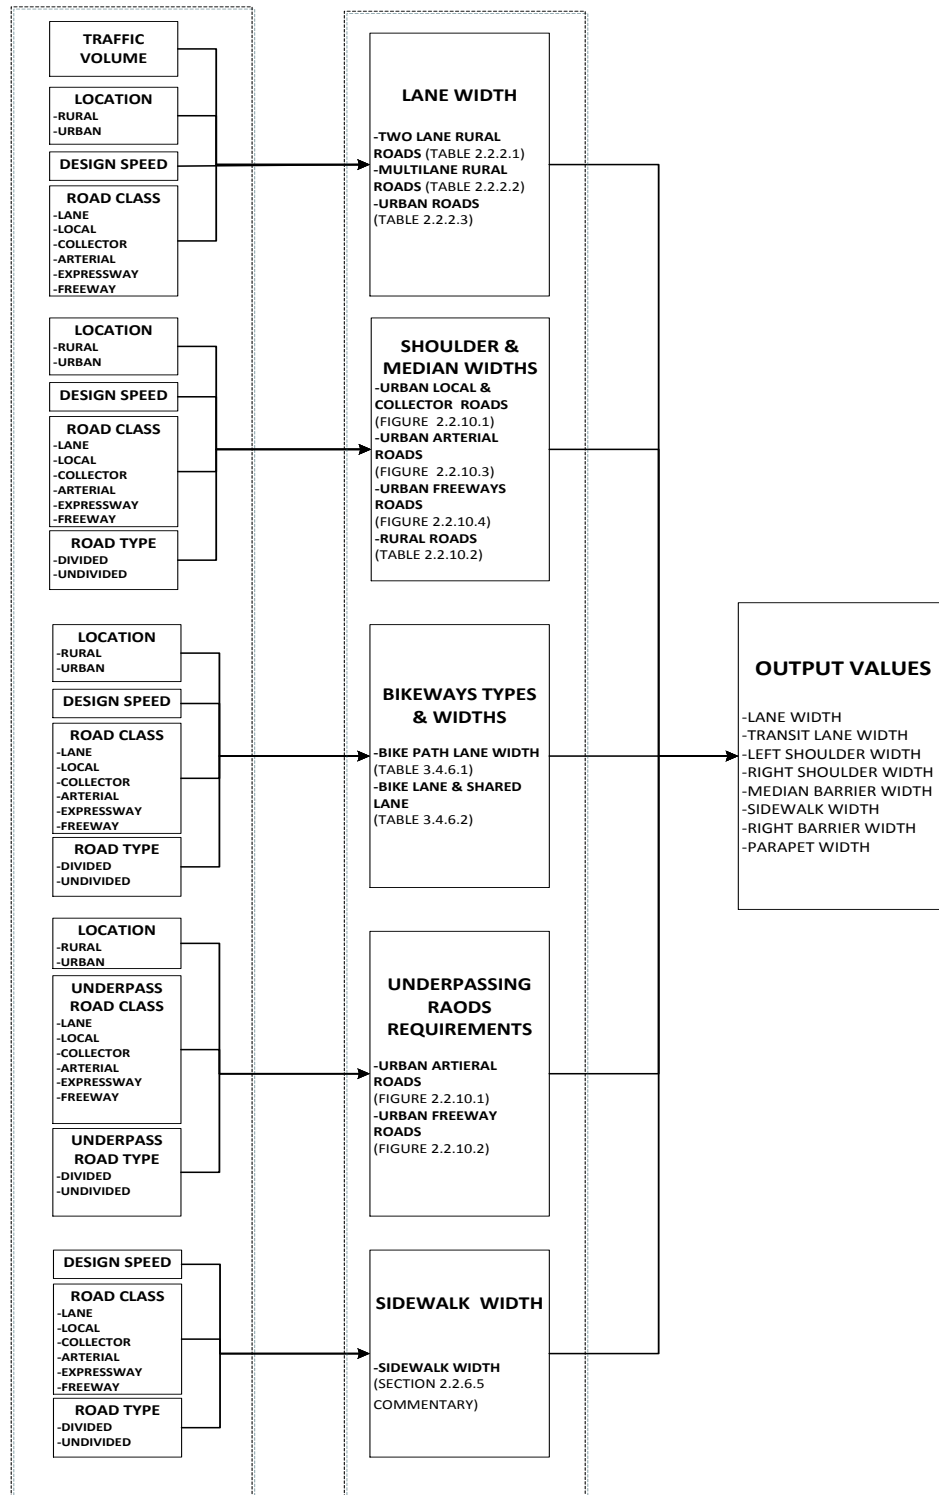 TRAFFIC
VOLUME
LOCATION
-RURAL
-URBAN
DESIGN SPEED
ROAD CLASS
-LANE
-LOCAL
-COLLECTOR
-ARTERIAL
-EXPRESSWAY
-FREEWAY
LANE WIDTH
-TWO LANE RURAL
ROADS (TABLE 2.2.2.1)
-MULTILANE RURAL
ROADS (TABLE 2.2.2.2)
-URBAN ROADS
(TABLE 2.2.2.3)
LOCATION
-RURAL
-URBAN
DESIGN SPEED
ROAD CLASS
-LANE
-LOCAL
-COLLECTOR
-ARTERIAL
-EXPRESSWAY
-FREEWAY
ROAD TYPE
-DIVIDED
-UNDIVIDED
SHOULDER &
MEDIAN WIDTHS
-URBAN LOCAL &
COLLECTOR ROADS
(FIGURE 2.2.10.1)
-URBAN ARTERIAL
ROADS
(FIGURE 2.2.10.3)
-URBAN FREEWAYS
ROADS
(FIGURE 2.2.10.4)
-RURAL ROADS
(TABLE 2.2.10.2)
LOCATION
-RURAL
-URBAN
DESIGN SPEED
ROAD CLASS
-LANE
-LOCAL
-COLLECTOR
-ARTERIAL
-EXPRESSWAY
-FREEWAY
ROAD TYPE
-DIVIDED
-UNDIVIDED
BIKEWAYS TYPES
& WIDTHS
-BIKE PATH LANE WIDTH
(TABLE 3.4.6.1)
-BIKE LANE & SHARED
LANE
(TABLE 3.4.6.2)
LOCATION
-RURAL
-URBAN
UNDERPASS
ROAD CLASS
-LANE
-LOCAL
-COLLECTOR
-ARTERIAL
-EXPRESSWAY
-FREEWAY
UNDERPASS
ROAD TYPE
-DIVIDED
-UNDIVIDED
UNDERPASSING
RAODS
REQUIREMENTS
-URBAN ARTIERAL
ROADS
(FIGURE 2.2.10.1)
-URBAN FREEWAY
ROADS
(FIGURE 2.2.10.2)
DESIGN SPEED
ROAD CLASS
-LANE
-LOCAL
-COLLECTOR
-ARTERIAL
-EXPRESSWAY
-FREEWAY
ROAD TYPE
-DIVIDED
-UNDIVIDED
SIDEWALK WIDTH
-SIDEWALK WIDTH
(SECTION 2.2.6.5
COMMENTARY)
OUTPUT VALUES
-LANE WIDTH
-TRANSIT LANE WIDTH
-LEFT SHOULDER WIDTH
-RIGHT SHOULDER WIDTH
-MEDIAN BARRIER WIDTH
-SIDEWALK WIDTH
-RIGHT BARRIER WIDTH
-PARAPET WIDTH